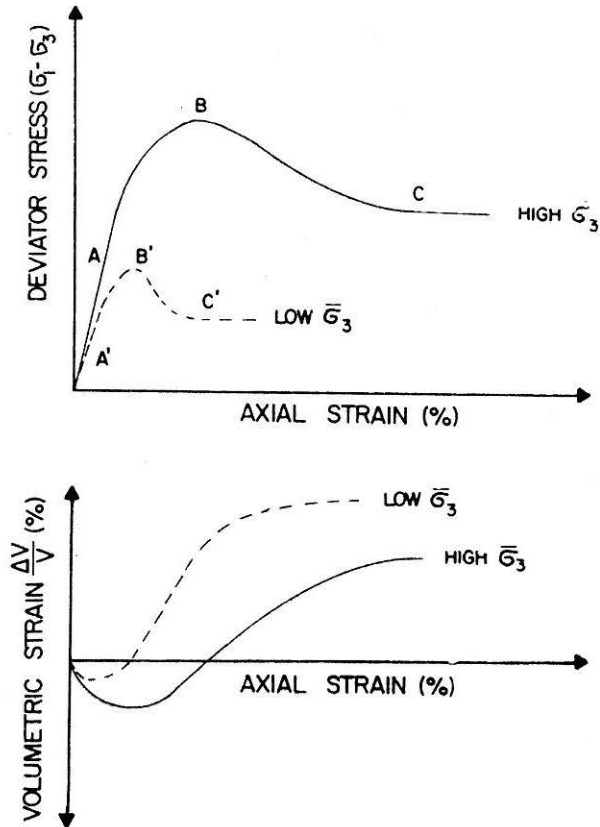 DEVIATOR STRESS (σ̄₁-σ̄₃)
B
A
B'
C
HIGH σ̄₃
C'
LOW σ̄₃
A'
AXIAL STRAIN (%)
VOLUMETRIC STRAIN ΔV/V (%)
LOW σ̄₃
HIGH σ̄₃
AXIAL STRAIN (%)